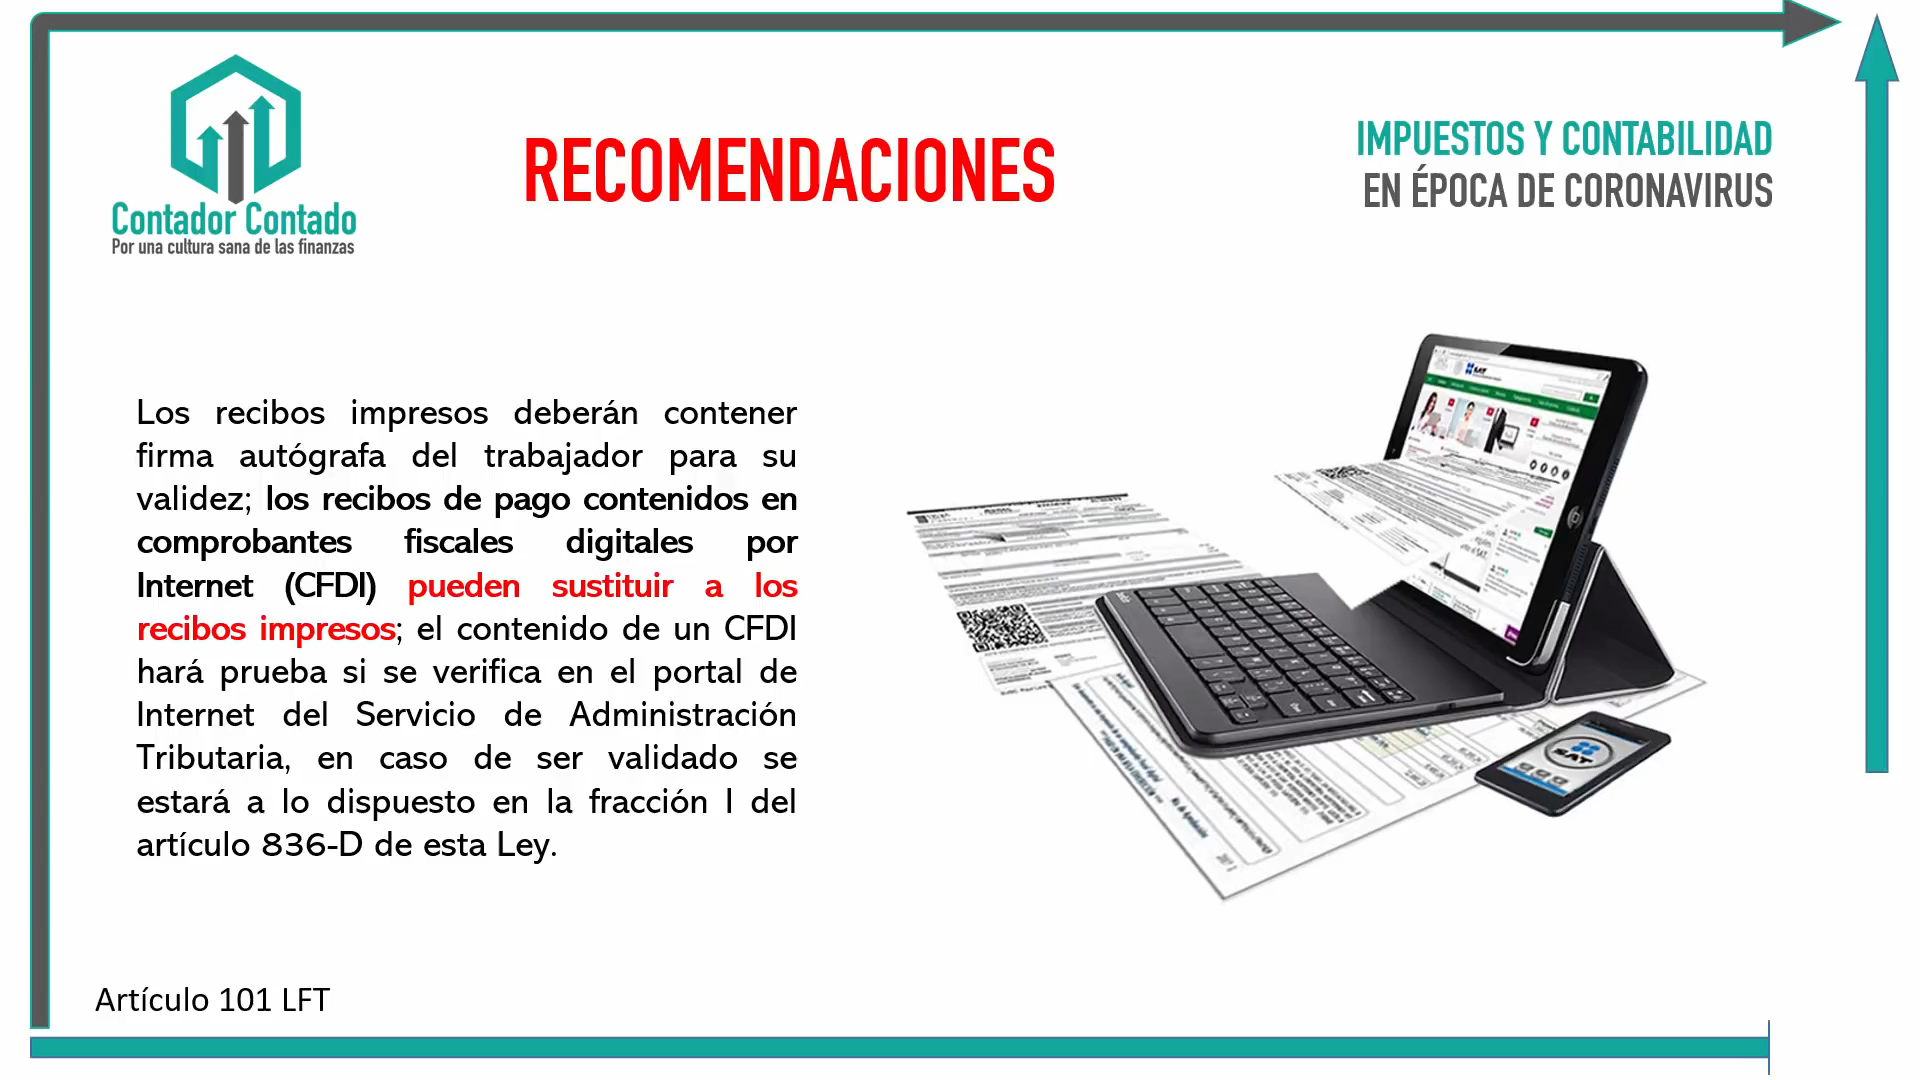 Contador Contado
Por una cultura sana de las finanzas
RECOMENDACIONES
IMPUESTOS Y CONTABILIDAD
EN ÉPOCA DE CORONAVIRUS
Los recibos impresos deberán contener
firma autógrafa del trabajador para su
validez; los recibos de pago contenidos en
comprobantes fiscales digitales por
Internet (CFDI) pueden sustituir a los
recibos impresos; el contenido de un CFDI
hará prueba si se verifica en el portal de
Internet del Servicio de Administración
Tributaria, en caso de ser validado se
estará a lo dispuesto en la fracción I del
artículo 836-D de esta Ley.
SAT
SAT
Artículo 101 LFT